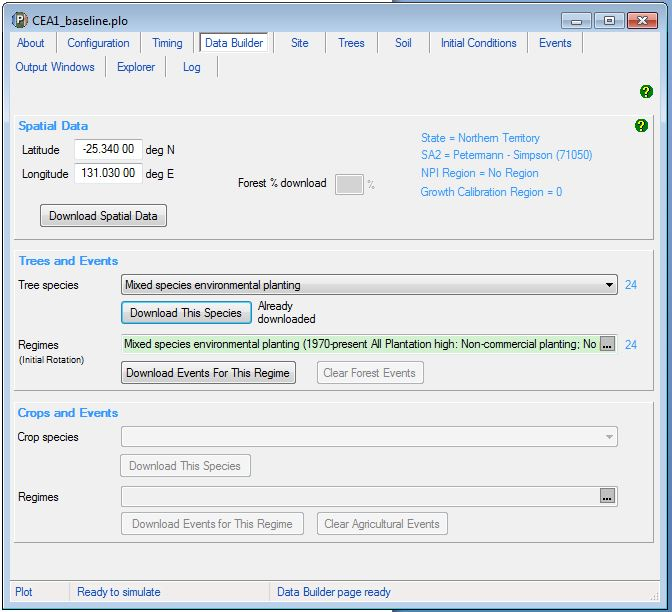 CEA1_baseline.plo
About Configuration Timing Data Builder Site Trees Soil Initial Conditions Events
Output Windows Explorer Log
?
Spatial Data
?
Latitude -25.340 00 deg N
Longitude 131.030 00 deg E
Forest % download %
State = Northern Territory
SA2 = Petermann - Simpson (71050)
NPI Region = No Region
Growth Calibration Region = 0
Download Spatial Data
Trees and Events
Tree species Mixed species environmental planting 24
Download This Species Already
downloaded
Regimes Mixed species environmental planting (1970-present All Plantation high: Non-commercial planting; No ... 24
(Initial Rotation)
Download Events For This Regime Clear Forest Events
Crops and Events
Crop species
Download This Species
Regimes ...
Download Events for This Regime Clear Agricultural Events
Plot Ready to simulate Data Builder page ready